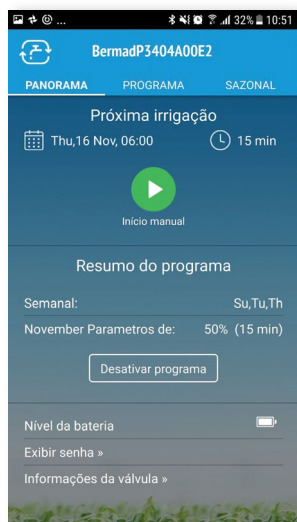 ... 32% 10:51
BermadP3404A00E2
PANORAMA PROGRAMA SAZONAL
Próxima irrigação
Thu,16 Nov, 06:00 15 min
Início manual
Resumo do programa
Semanal: Su,Tu,Th
November Parametros de: 50% (15 min)
Desativar programa
Nível da bateria
Exibir senha »
Informações da válvula »